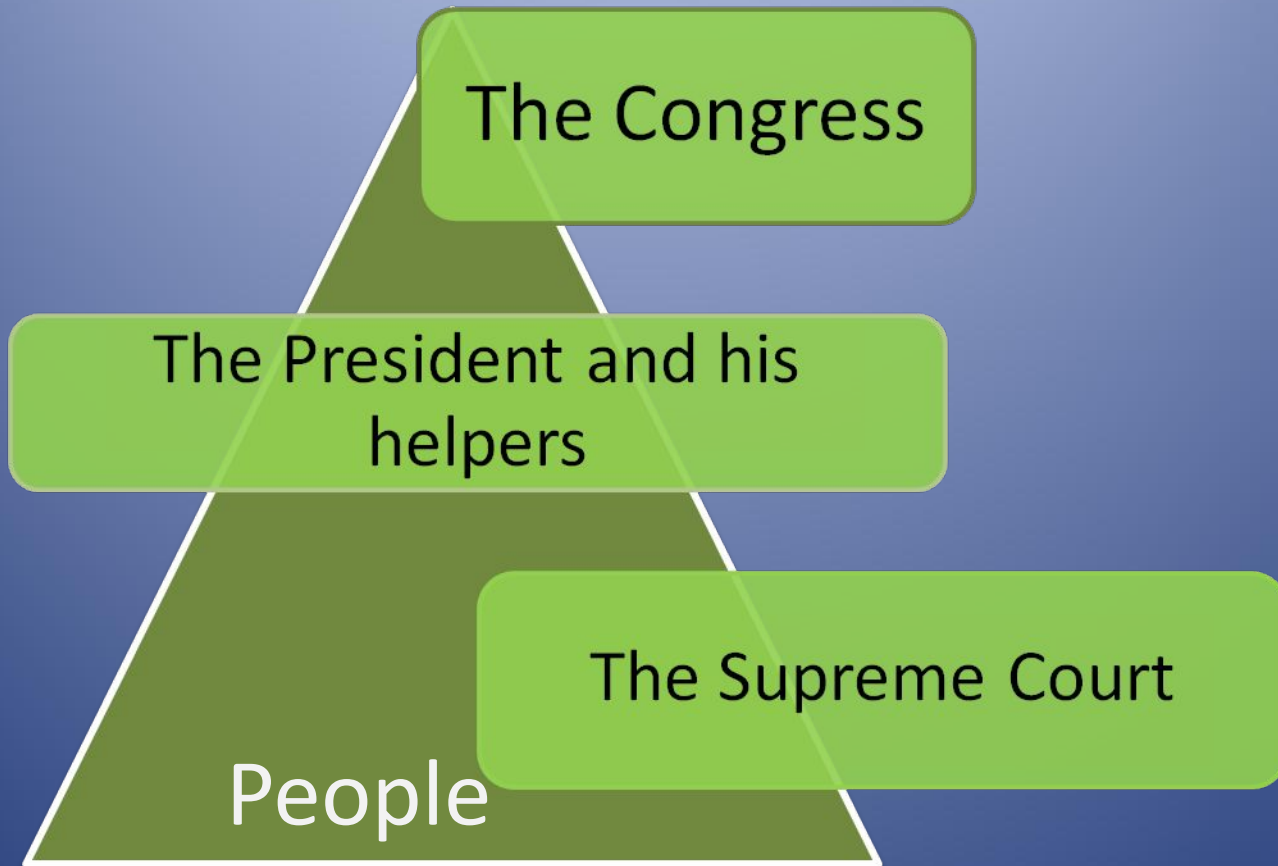 The Congress
The President and his
helpers
The Supreme Court
People